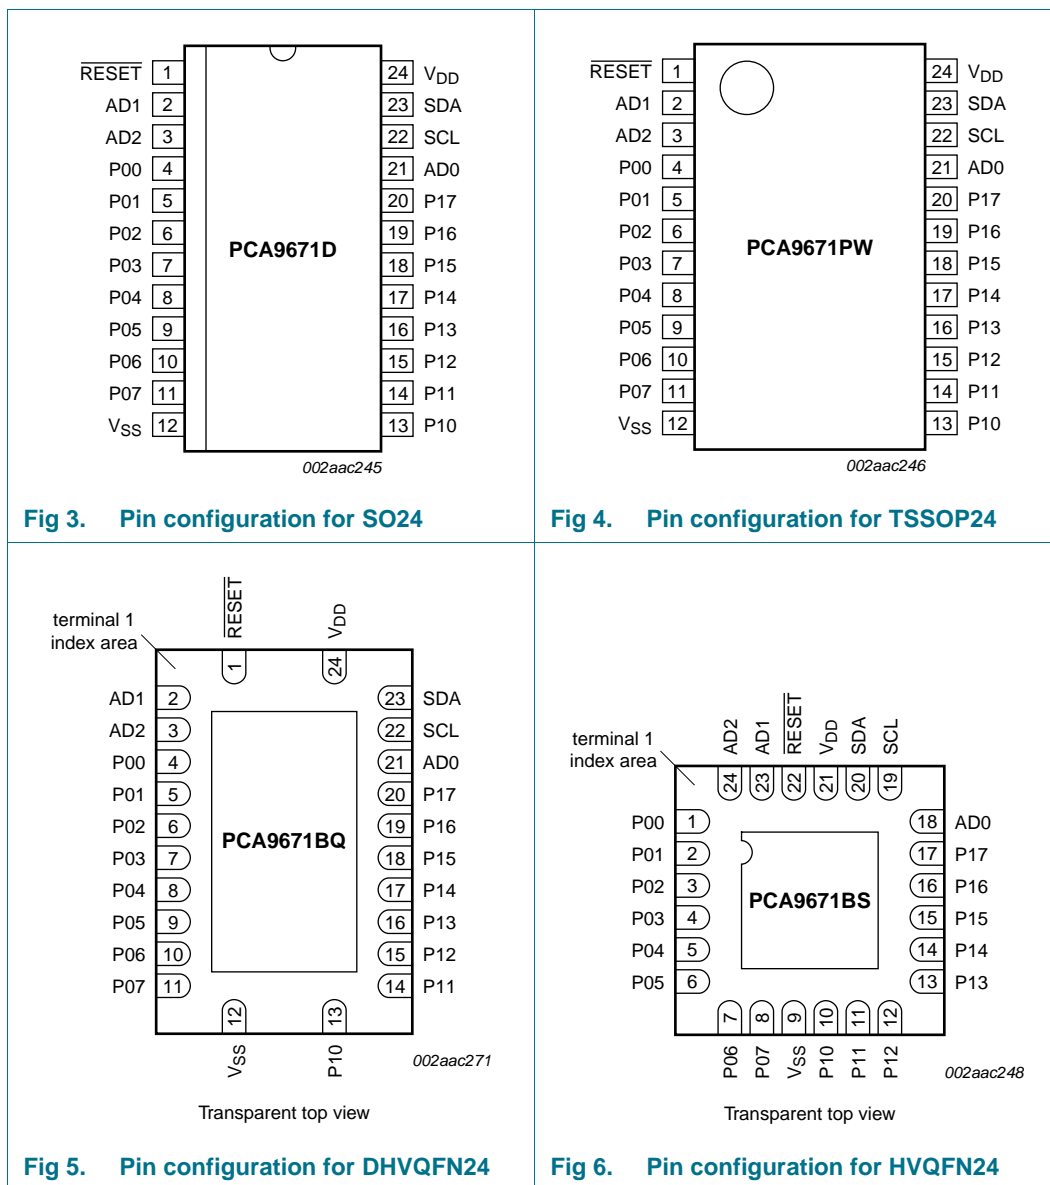 RESET 1 24 VDD
AD1 2 23 SDA
AD2 3 22 SCL
P00 4 21 AD0
P01 5 20 P17
P02 6 19 P16
P03 7 18 P15
PCA9671D
P04 8 17 P14
P05 9 16 P13
P06 10 15 P12
P07 11 14 P11
VSS 12 13 P10
002aac245
Fig 3. Pin configuration for SO24
RESET 1 24 VDD
AD1 2 23 SDA
AD2 3 22 SCL
P00 4 21 AD0
P01 5 20 P17
P02 6 19 P16
PCA9671PW
P03 7 18 P15
P04 8 17 P14
P05 9 16 P13
P06 10 15 P12
P07 11 14 P11
VSS 12 13 P10
002aac246
Fig 4. Pin configuration for TSSOP24
terminal 1
index area
RESET VDD
1 24
AD1 2 23 SDA
AD2 3 22 SCL
P00 4 21 AD0
P01 5 20 P17
P02 6 19 P16
PCA9671BQ
P03 7 18 P15
P04 8 17 P14
P05 9 16 P13
P06 10 15 P12
P07 11 14 P11
12 13
VSS P10
002aac271
Transparent top view
Fig 5. Pin configuration for DHVQFN24
terminal 1
index area
AD2 AD1 RESET VDD SDA SCL
24 23 22 21 20 19
P00 1 18 AD0
P01 2 17 P17
P02 3 16 P16
PCA9671BS
P03 4 15 P15
P04 5 14 P14
P05 6 13 P13
7 8 9 10 11 12
P06 P07 VSS P10 P11 P12
002aac248
Transparent top view
Fig 6. Pin configuration for HVQFN24